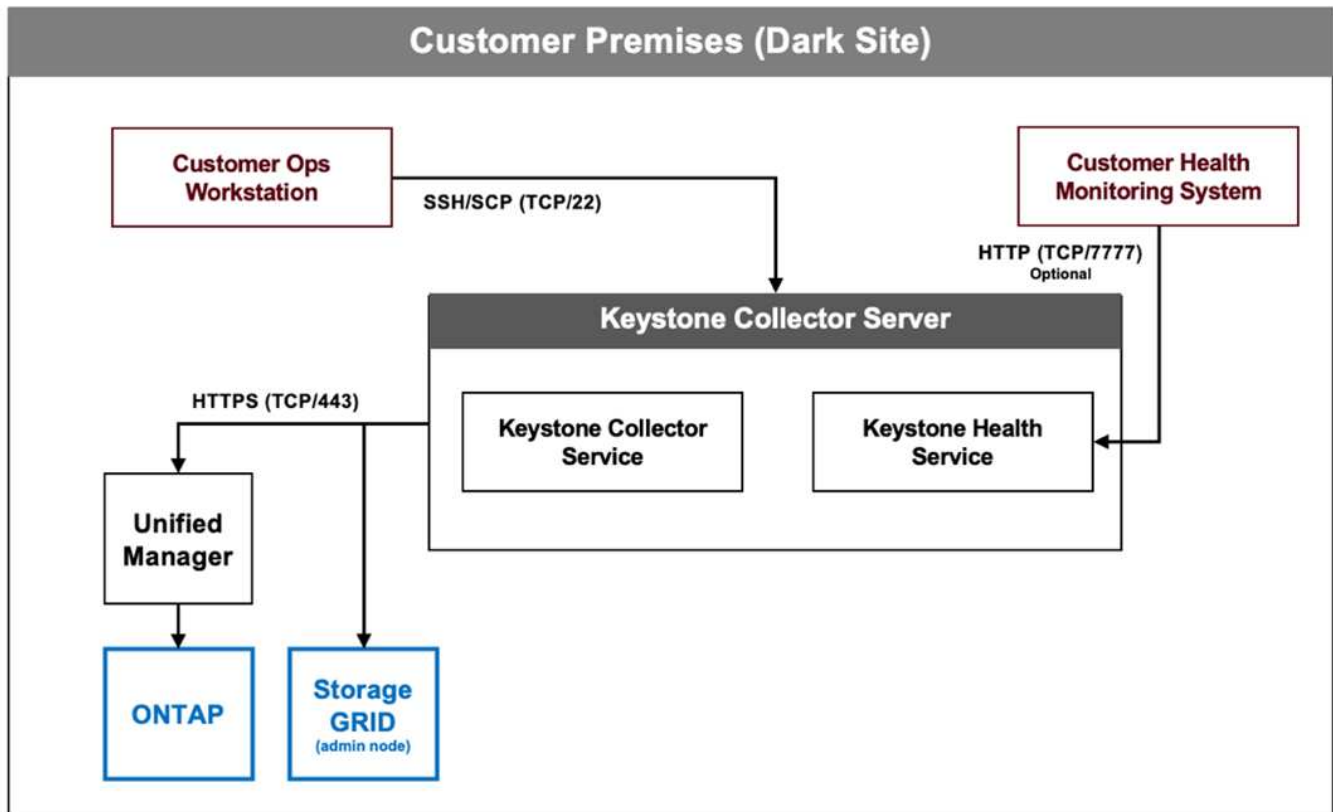 Customer Premises (Dark Site)
Customer Ops
Workstation
SSH/SCP (TCP/22)
Customer Health
Monitoring System
HTTP (TCP/7777)
Optional
Keystone Collector Server
HTTPS (TCP/443)
Keystone Collector
Service
Keystone Health
Service
Unified
Manager
ONTAP
Storage
GRID
(admin node)